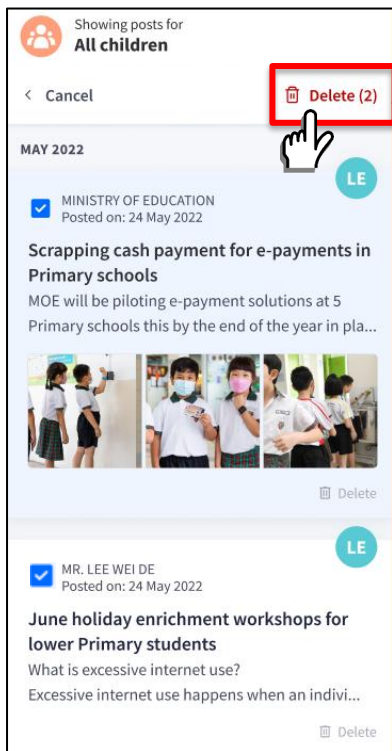 Showing posts for
All children
< Cancel
Delete (2)
MAY 2022
LE
MINISTRY OF EDUCATION
Posted on: 24 May 2022
Scrapping cash payment for e-payments in
Primary schools
MOE will be piloting e-payment solutions at 5
Primary schools this by the end of the year in pla...
Delete
LE
MR. LEE WEI DE
Posted on: 24 May 2022
June holiday enrichment workshops for
lower Primary students
What is excessive internet use?
Excessive internet use happens when an indivi...
Delete